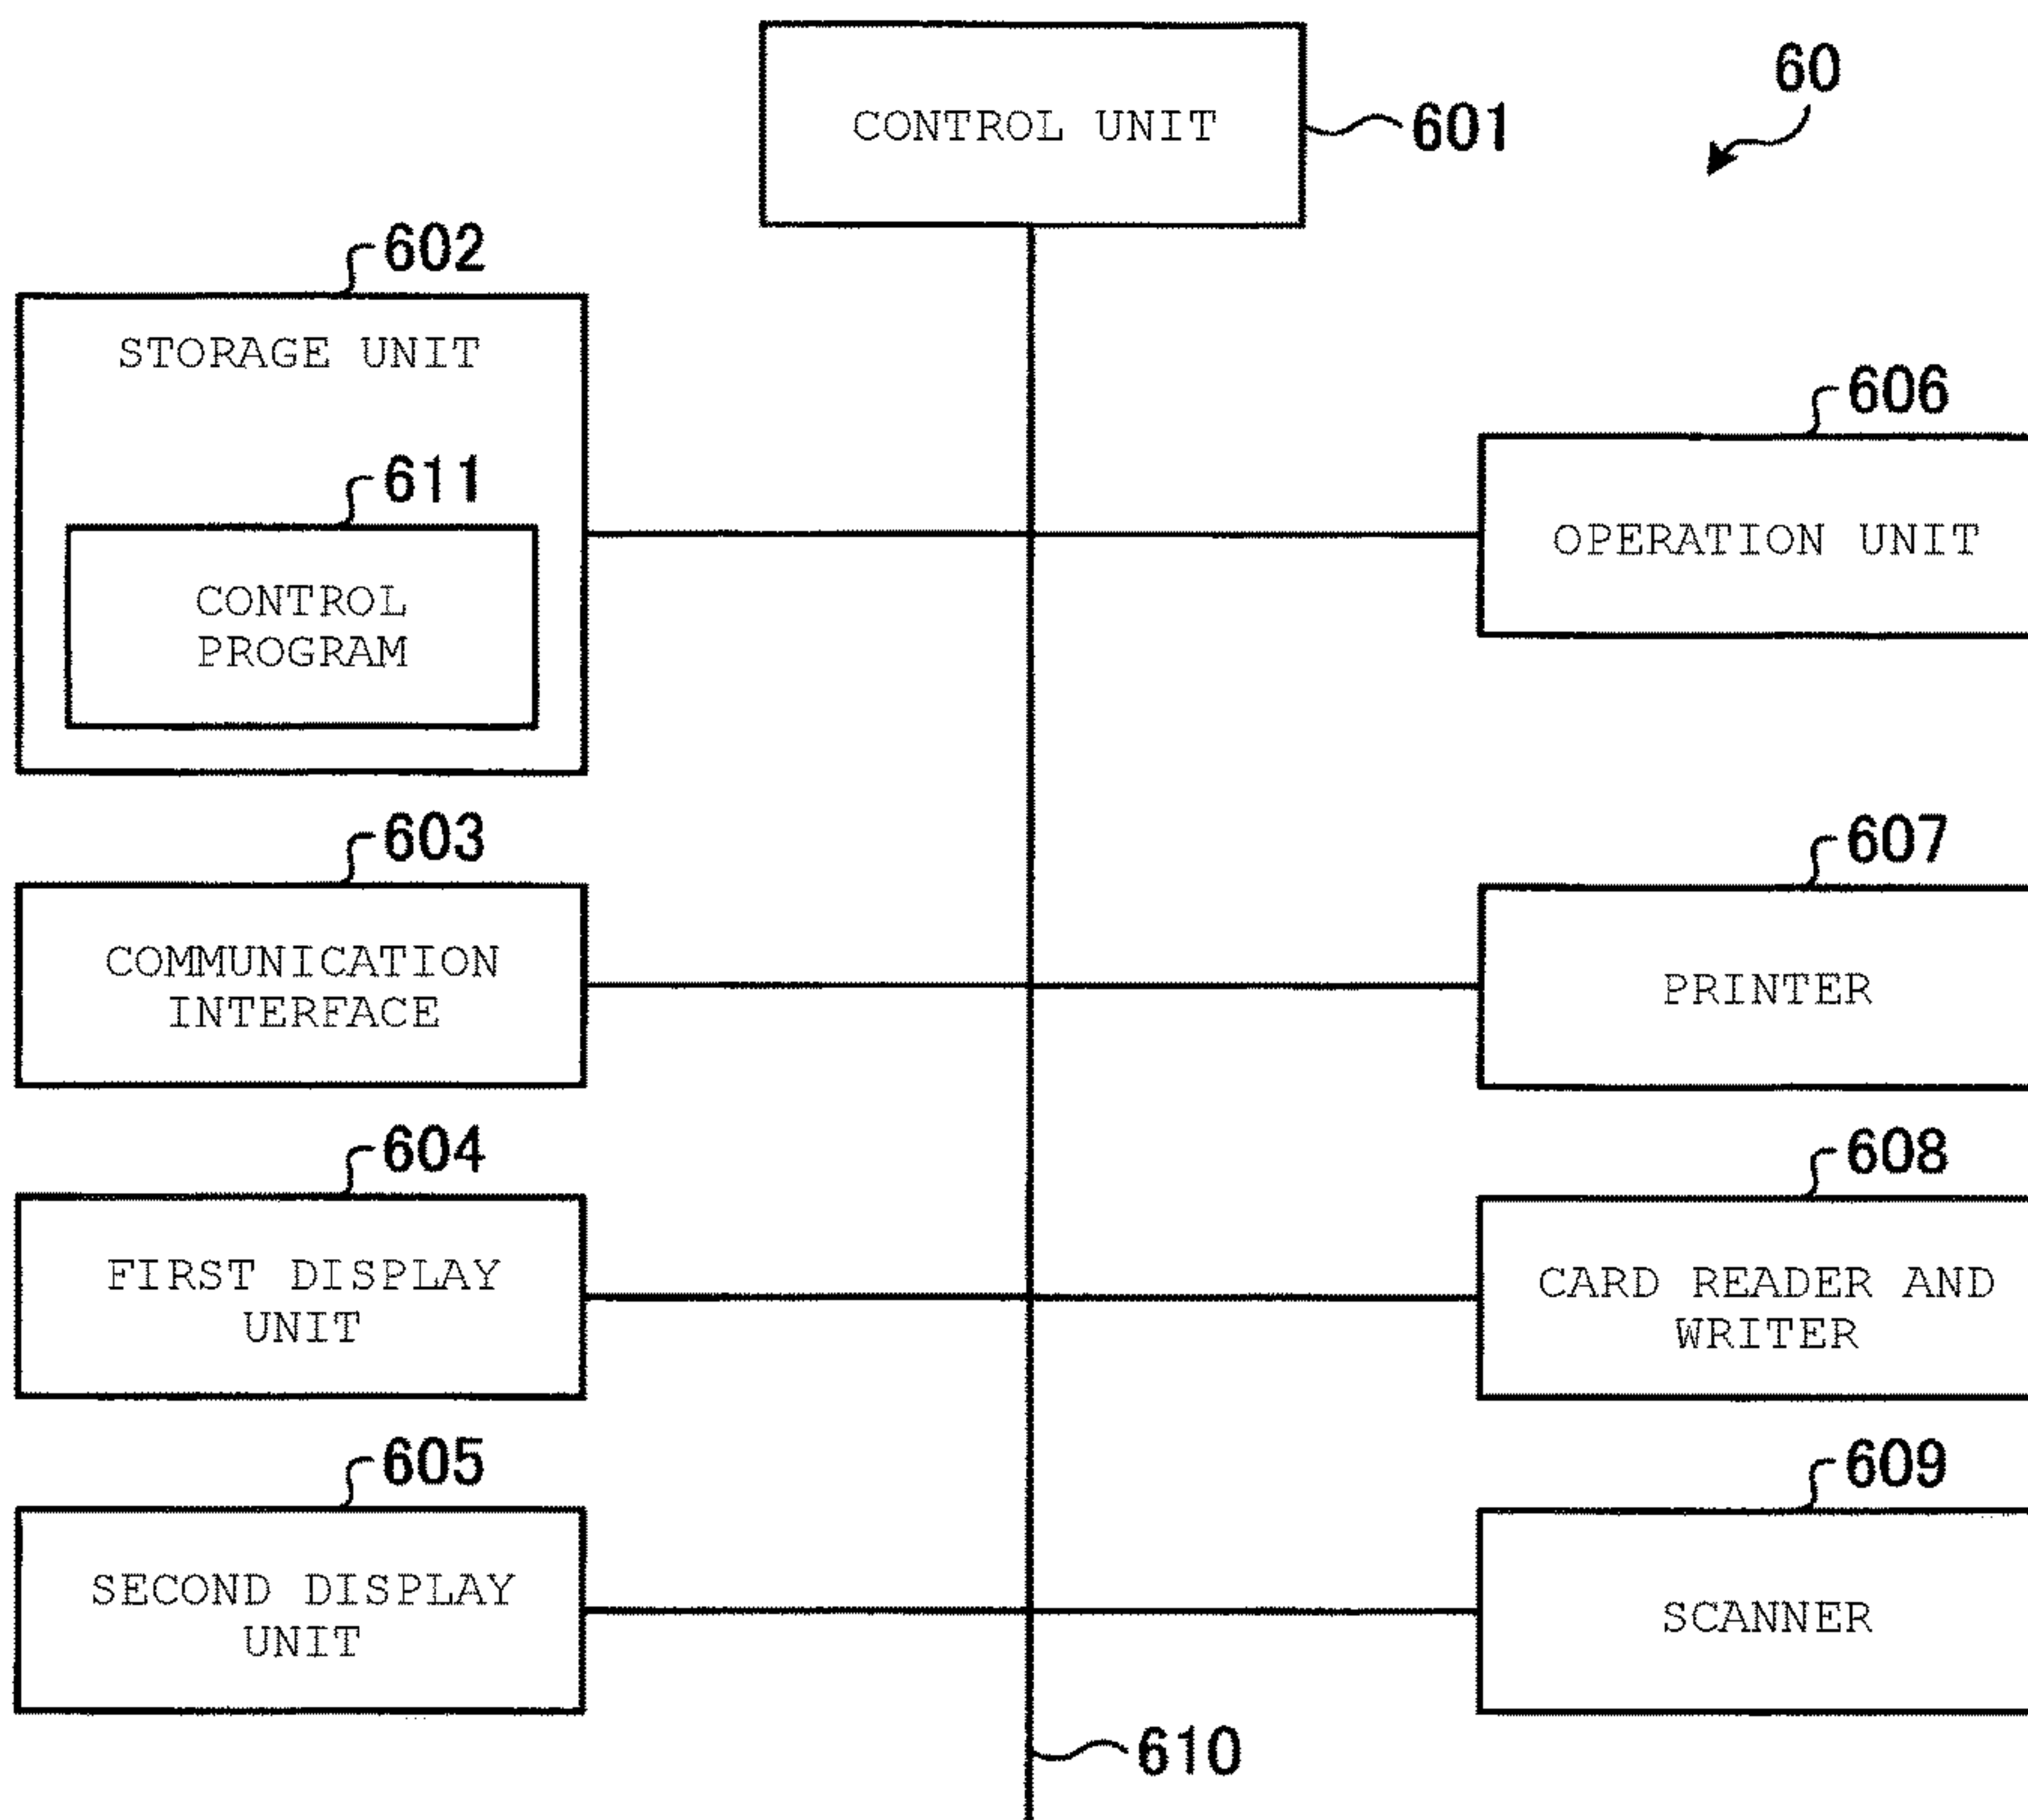 CONTROL UNIT
601
60
602
STORAGE UNIT
611
CONTROL
PROGRAM
606
OPERATION UNIT
603
COMMUNICATION
INTERFACE
607
PRINTER
604
FIRST DISPLAY
UNIT
608
CARD READER AND
WRITER
605
SECOND DISPLAY
UNIT
609
SCANNER
610